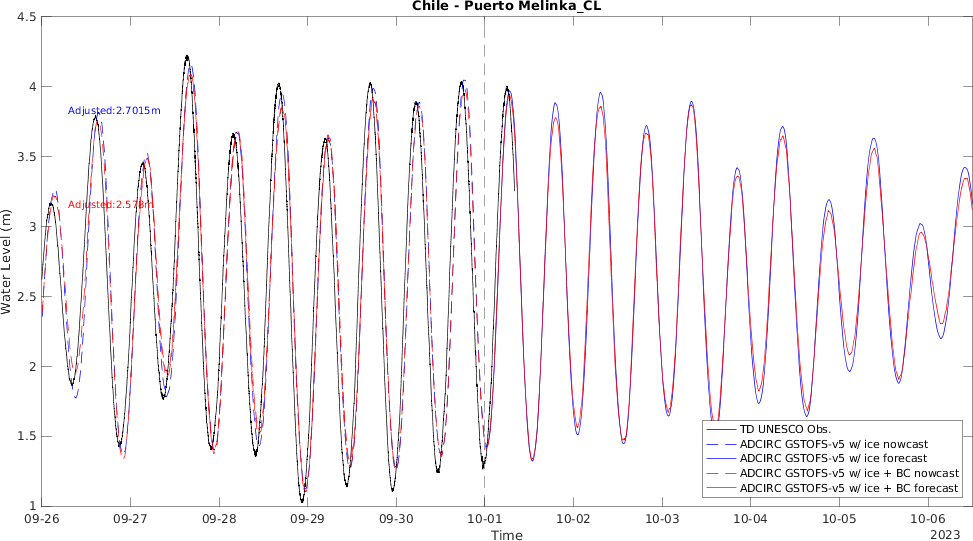 Chile - Puerto Melinka_CL
4.5
4
3.5
3
2.5
2
1.5
1
Water Level (m)
Adjusted:2.7015m
Adjusted:2.578m
TD UNESCO Obs.
ADCIRC GSTOFS-v5 w/ ice nowcast
ADCIRC GSTOFS-v5 w/ ice forecast
ADCIRC GSTOFS-v5 w/ ice + BC nowcast
ADCIRC GSTOFS-v5 w/ ice + BC forecast
09-26 09-27 09-28 09-29 09-30 10-01 10-02 10-03 10-04 10-05 10-06
2023
Time